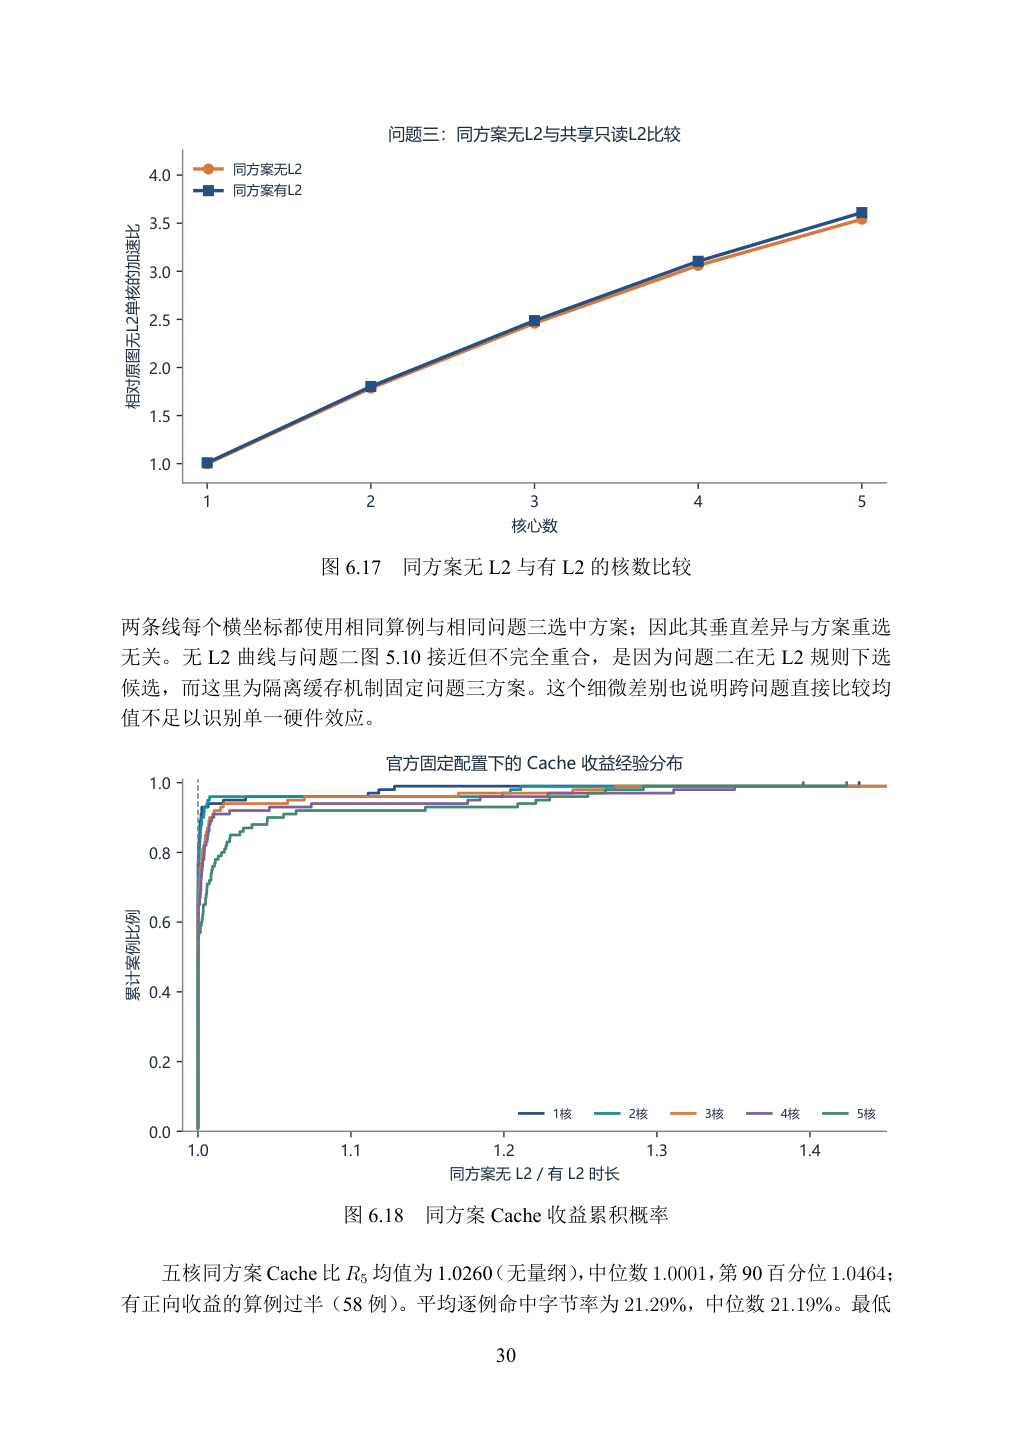 问题三：同方案无L2与共享只读L2比较
同方案无L2
同方案有L2
相对原图无L2单核的加速比
4.0
3.5
3.0
2.5
2.0
1.5
1.0
1 2 3 4 5
核心数
图 6.17 同方案无 L2 与有 L2 的核数比较
两条线每个横坐标都使用相同算例与相同问题三选中方案；因此其垂直差异与方案重选
无关。无 L2 曲线与问题二图 5.10 接近但不完全重合，是因为问题二在无 L2 规则下选
候选，而这里为隔离缓存机制固定问题三方案。这个细微差别也说明跨问题直接比较均
值不足以识别单一硬件效应。
官方固定配置下的 Cache 收益经验分布
累计案例比例
1.0
0.8
0.6
0.4
0.2
0.0
1核 2核 3核 4核 5核
1.0 1.1 1.2 1.3 1.4
同方案无 L2 / 有 L2 时长
图 6.18 同方案 Cache 收益累积概率
五核同方案 Cache 比 R₅ 均值为 1.0260（无量纲），中位数 1.0001，第 90 百分位 1.0464；
有正向收益的算例过半（58 例）。平均逐例命中字节率为 21.29%，中位数 21.19%。最低
30